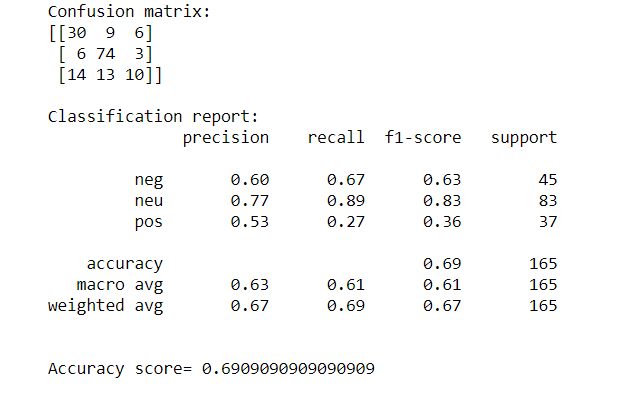 Confusion matrix:
[[30  9  6]
 [ 6 74  3]
 [14 13 10]]
Classification report:
              precision    recall  f1-score   support
         neg       0.60      0.67      0.63        45
         neu       0.77      0.89      0.83        83
         pos       0.53      0.27      0.36        37
    accuracy                           0.69       165
   macro avg       0.63      0.61      0.61       165
weighted avg       0.67      0.69      0.67       165
Accuracy score= 0.6909090909090909